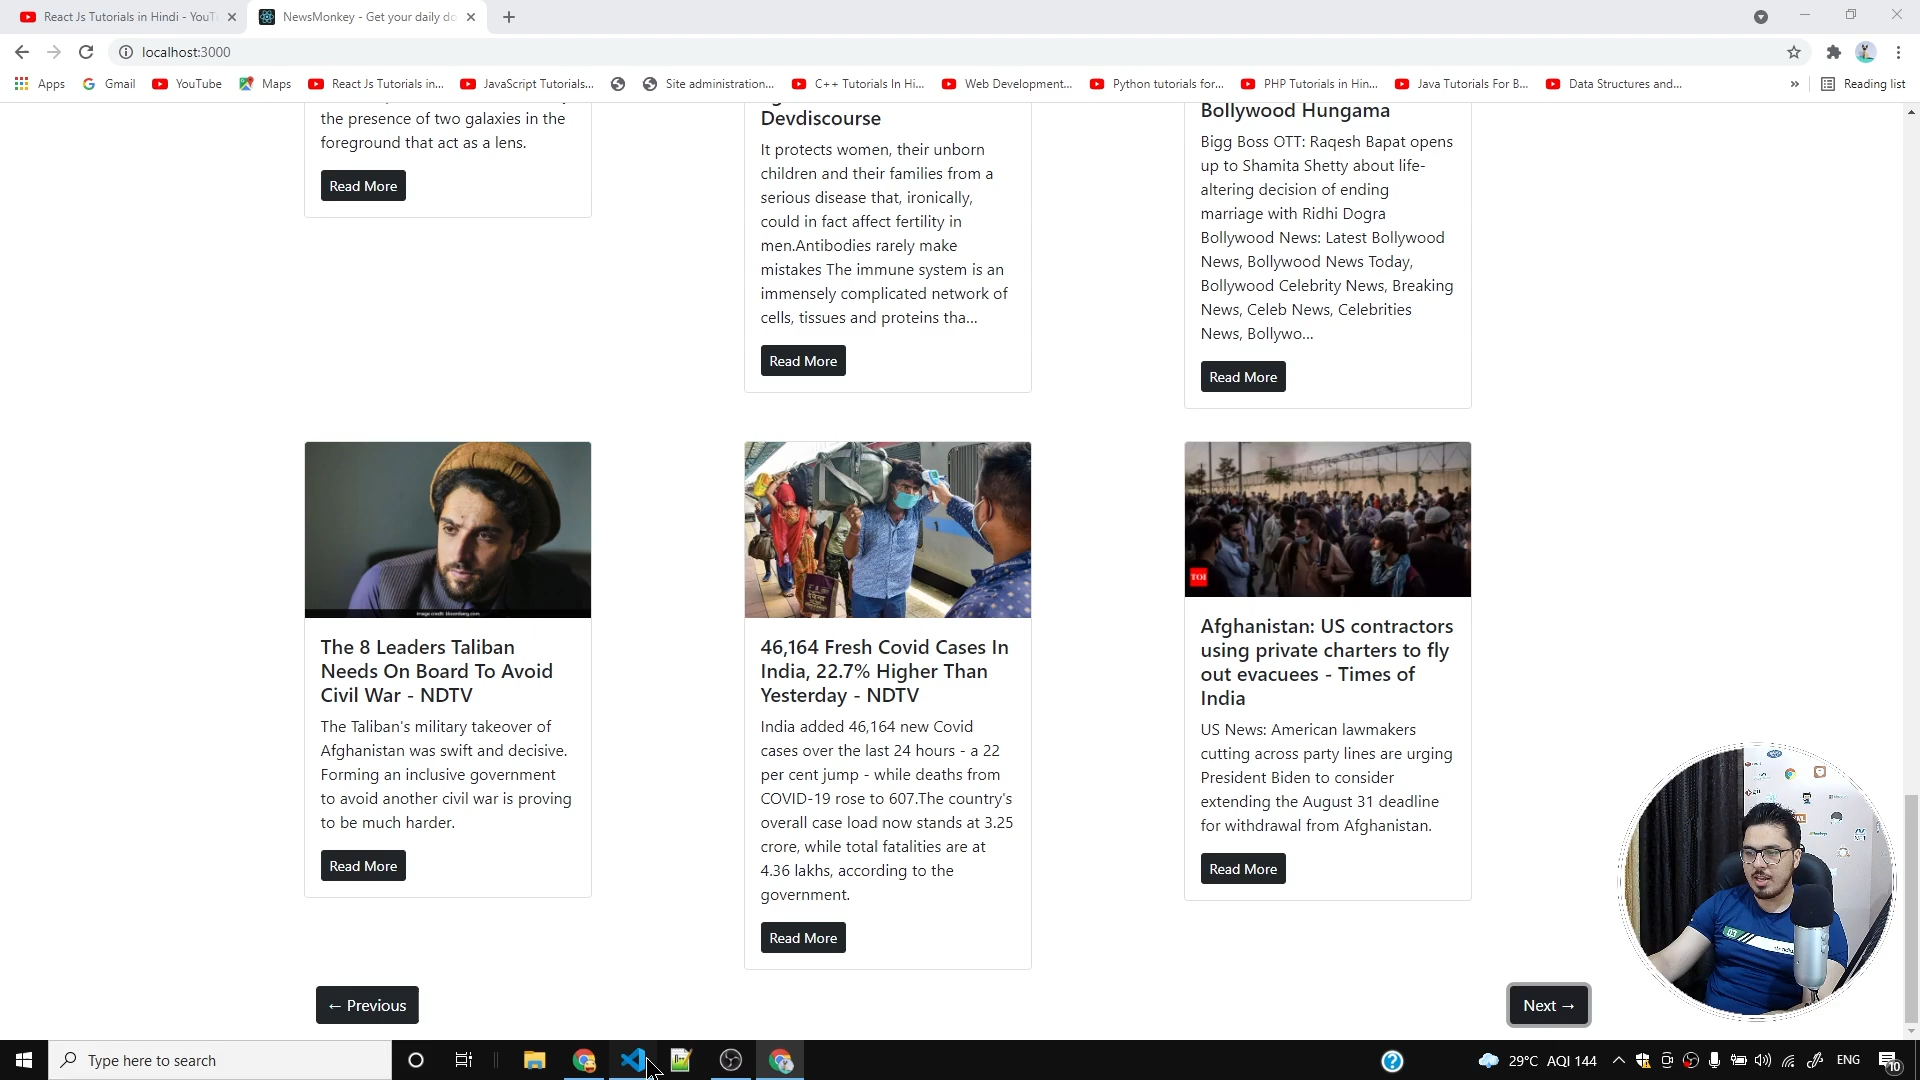 React Js Tutorials in Hindi - YouT
NewsMonkey - Get your daily do
localhost:3000
Apps
Gmail
YouTube
Maps
React Js Tutorials in...
JavaScript Tutorials...
Site administration...
C++ Tutorials In Hi...
Web Development...
Python tutorials for...
PHP Tutorials in Hin...
Java Tutorials For B...
Data Structures and...
»
Reading list
the presence of two galaxies in the
foreground that act as a lens.
Read More
Devdiscourse
It protects women, their unborn
children and their families from a
serious disease that, ironically,
could in fact affect fertility in
men.Antibodies rarely make
mistakes The immune system is an
immensely complicated network of
cells, tissues and proteins tha...
Read More
Bollywood Hungama
Bigg Boss OTT: Raqesh Bapat opens
up to Shamita Shetty about life-
altering decision of ending
marriage with Ridhi Dogra
Bollywood News: Latest Bollywood
News, Bollywood News Today,
Bollywood Celebrity News, Breaking
News, Celeb News, Celebrities
News, Bollywo...
Read More
image credit: bloomberg.com
The 8 Leaders Taliban
Needs On Board To Avoid
Civil War - NDTV
The Taliban's military takeover of
Afghanistan was swift and decisive.
Forming an inclusive government
to avoid another civil war is proving
to be much harder.
Read More
46,164 Fresh Covid Cases In
India, 22.7% Higher Than
Yesterday - NDTV
India added 46,164 new Covid
cases over the last 24 hours - a 22
per cent jump - while deaths from
COVID-19 rose to 607.The country's
overall case load now stands at 3.25
crore, while total fatalities are at
4.36 lakhs, according to the
government.
Read More
TOI
Afghanistan: US contractors
using private charters to fly
out evacuees - Times of
India
US News: American lawmakers
cutting across party lines are urging
President Biden to consider
extending the August 31 deadline
for withdrawal from Afghanistan.
Read More
← Previous
Next →
Type here to search
29°C AQI 144
ENG
10